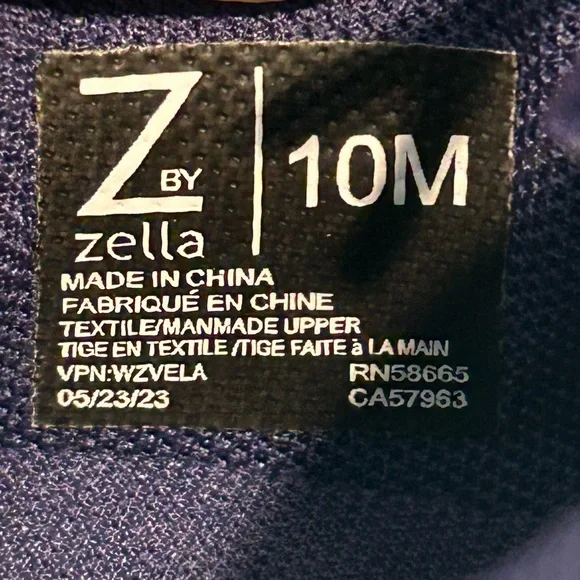 Z BY | 10M
zella
MADE IN CHINA
FABRIQUÉ EN CHINE
TEXTILE/MANMADE UPPER
TIGE EN TEXTILE /TIGE FAITE à LA MAIN
VPN:WZVELA RN58665
05/23/23 CA57963